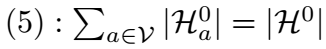 (5) : ∑_{a∈𝒱} |ℋ_a^0| = |ℋ^0|